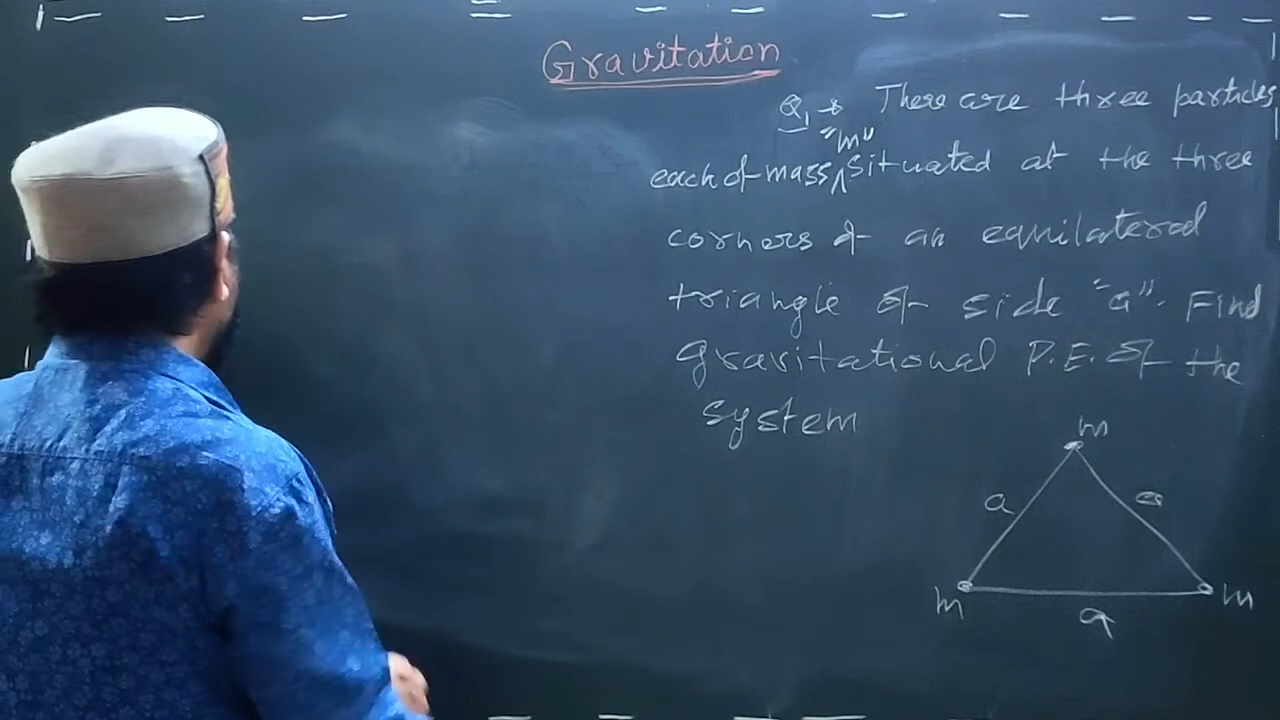 Gravitation
Q1 → There are three particles
each of mass, "m" situated at the three
corners of an equilateral
triangle of side "a". Find
gravitational P.E. of the
system
m
a
a
m
m
a